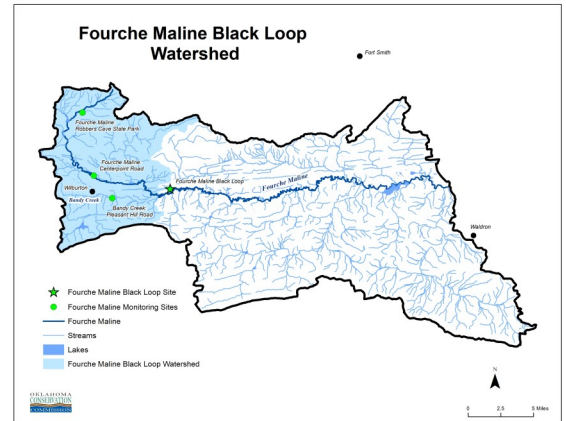 Fourche Maline Black Loop
Watershed
Fort Smith
Fourche Maline
Robbers Cave State Park
Fourche Maline
Centerpoint Road
Fourche Maline Black Loop
Fourche Maline
Wilburton
Bandy Creek
Bandy Creek
Pleasant Hill Road
Waldron
Fourche Maline Black Loop Site
Fourche Maline Monitoring Sites
Fourche Maline
Streams
Lakes
Fourche Maline Black Loop Watershed
OKLAHOMA
CONSERVATION
COMMISSION
N
0 2.5 5 Miles